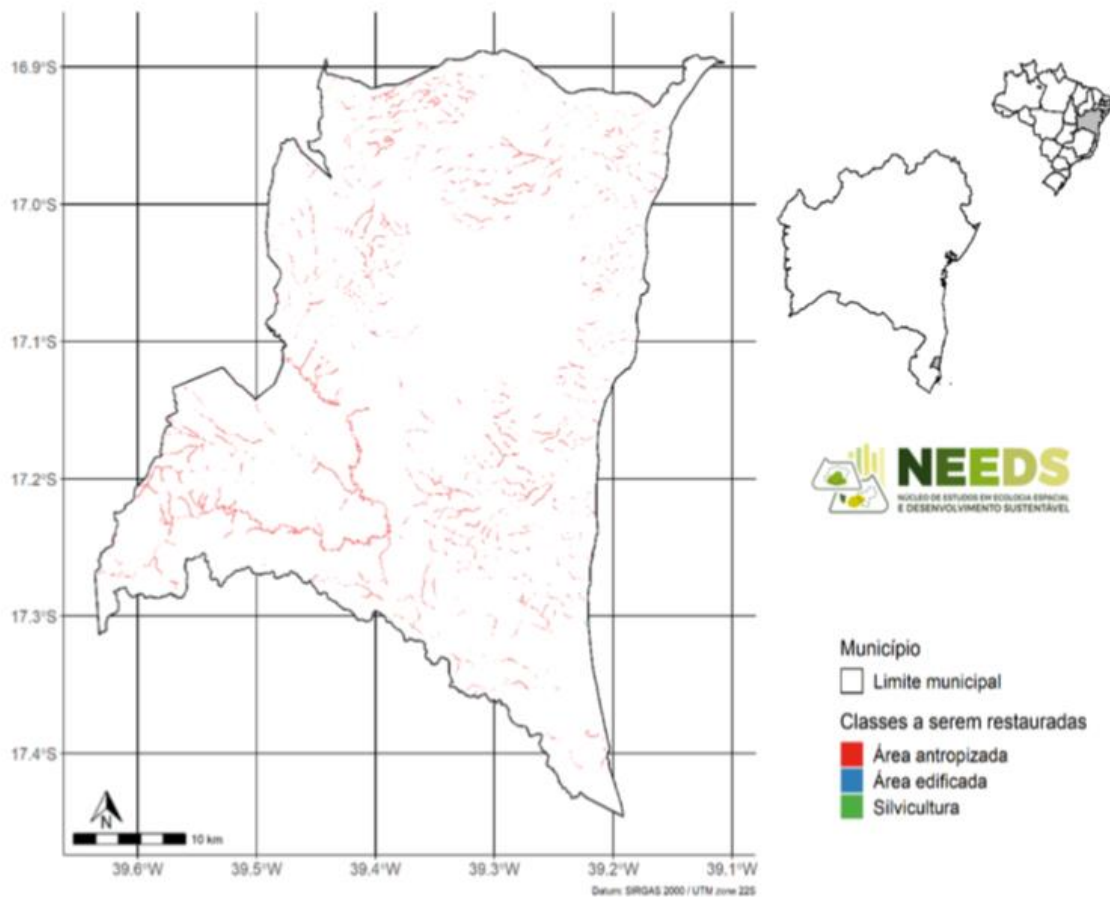 16.9°S
17.0°S
17.1°S
17.2°S
17.3°S
17.4°S
N
10 km
39.6°W
39.5°W
39.4°W
39.3°W
39.2°W
39.1°W
Datum: SIRGAS 2000 / UTM zone 22S
NEEDS
NÚCLEO DE ESTUDOS EM ECOLOGIA ESPACIAL
E DESENVOLVIMENTO SUSTENTÁVEL
Município
Limite municipal
Classes a serem restauradas
Área antropizada
Área edificada
Silvicultura